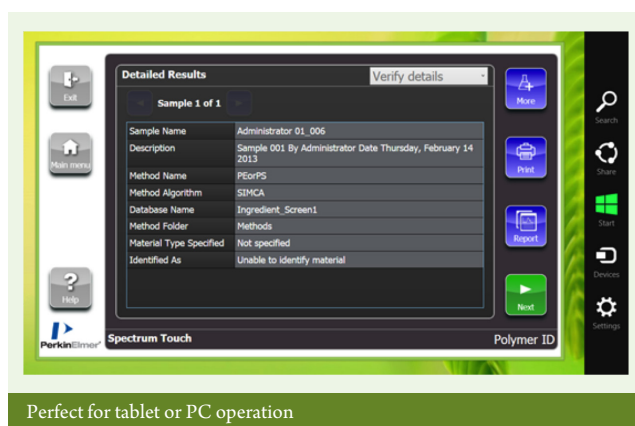 Exit
Main menu
Help
PerkinElmer
Detailed Results
Verify details
Sample 1 of 1
Sample Name Administrator 01_006
Description Sample 001 By Administrator Date Thursday, February 14
2013
Method Name PEorPS
Method Algorithm SIMCA
Database Name Ingredient_Screen1
Method Folder Methods
Material Type Specified Not specified
Identified As Unable to identify material
Spectrum Touch
Polymer ID
More
Print
Report
Next
Search
Share
Start
Devices
Settings
Perfect for tablet or PC operation